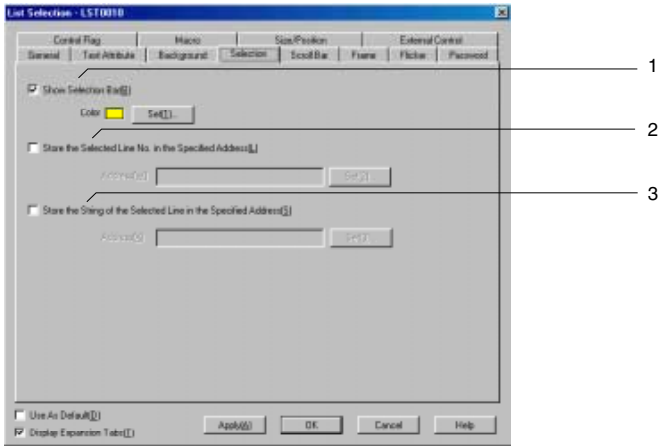 List Selection - LST0010
Control Flag Macro Size/Position External Control
General Text Attribute Background Selection Scroll Bar Frame Flicker Password
1
Show Selection Bar(B)
Color Set(T)...
2
Store the Selected Line No. in the Specified Address(L)
Address Set
3
Store the String of the Selected Line in the Specified Address(S)
Address Set
Use As Default(D)
Display Expansion Tabs(T)
Apply(A) OK Cancel Help